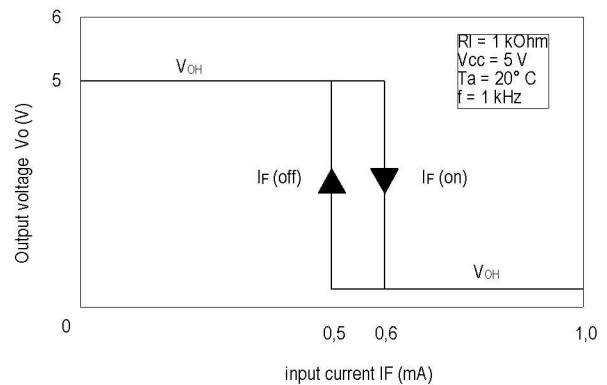 6
5
Output voltage Vo (V)
VOH
Rl = 1 kOhm
Vcc = 5 V
Ta = 20° C
f = 1 kHz
IF (off)
IF (on)
VOH
0
0,5
0,6
1,0
input current IF (mA)